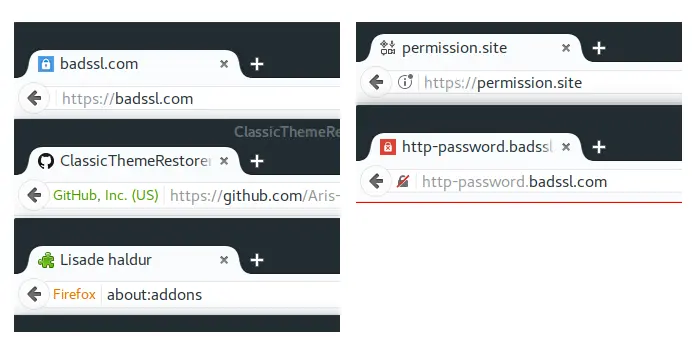 badssl.com
https://badssl.com
ClassicThemeRe
ClassicThemeRestorer
GitHub, Inc. (US) https://github.com/Aris-
Lisade haldur
Firefox about:addons
permission.site
https://permission.site
http-password.badssl
http-password.badssl.com